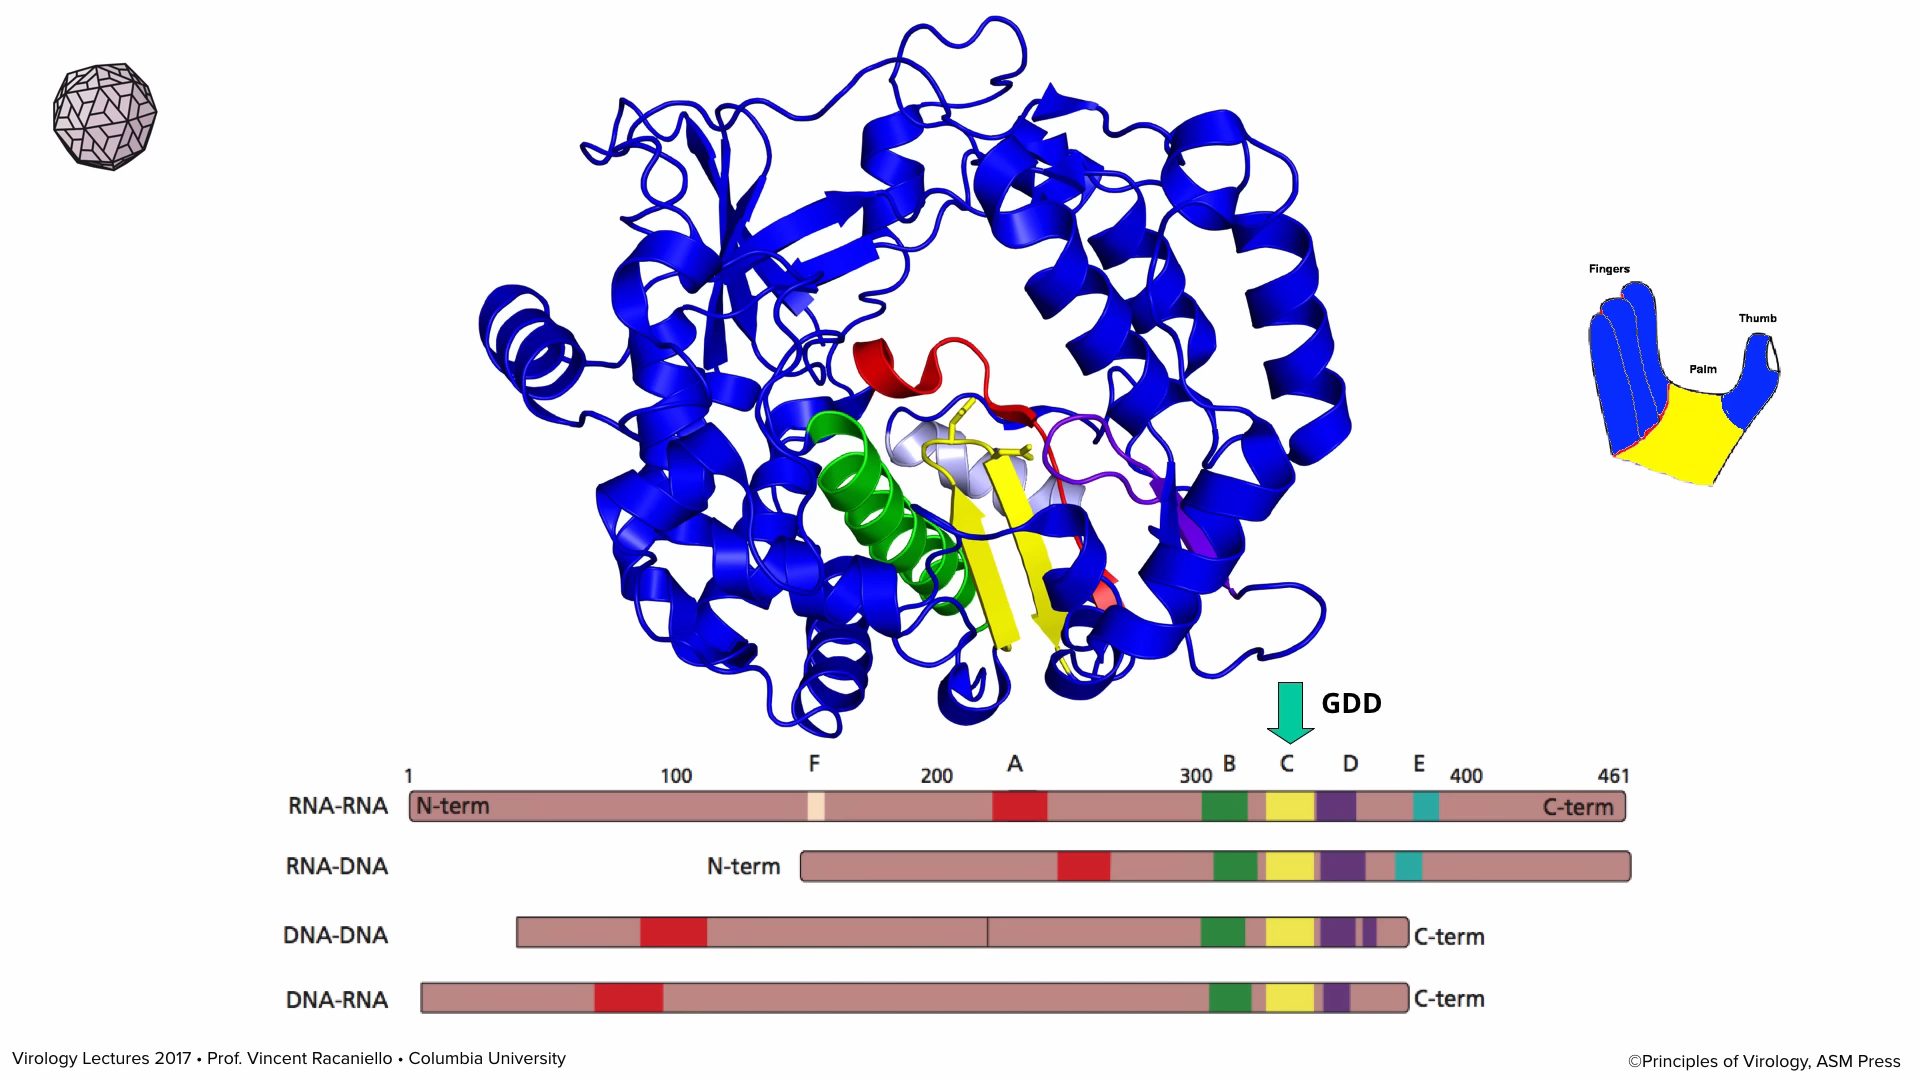 Fingers
Thumb
Palm
GDD
F A B C D E
1 100 200 300 400 461
RNA-RNA N-term C-term
RNA-DNA N-term
DNA-DNA C-term
DNA-RNA C-term
Virology Lectures 2017 • Prof. Vincent Racaniello • Columbia University
©Principles of Virology, ASM Press